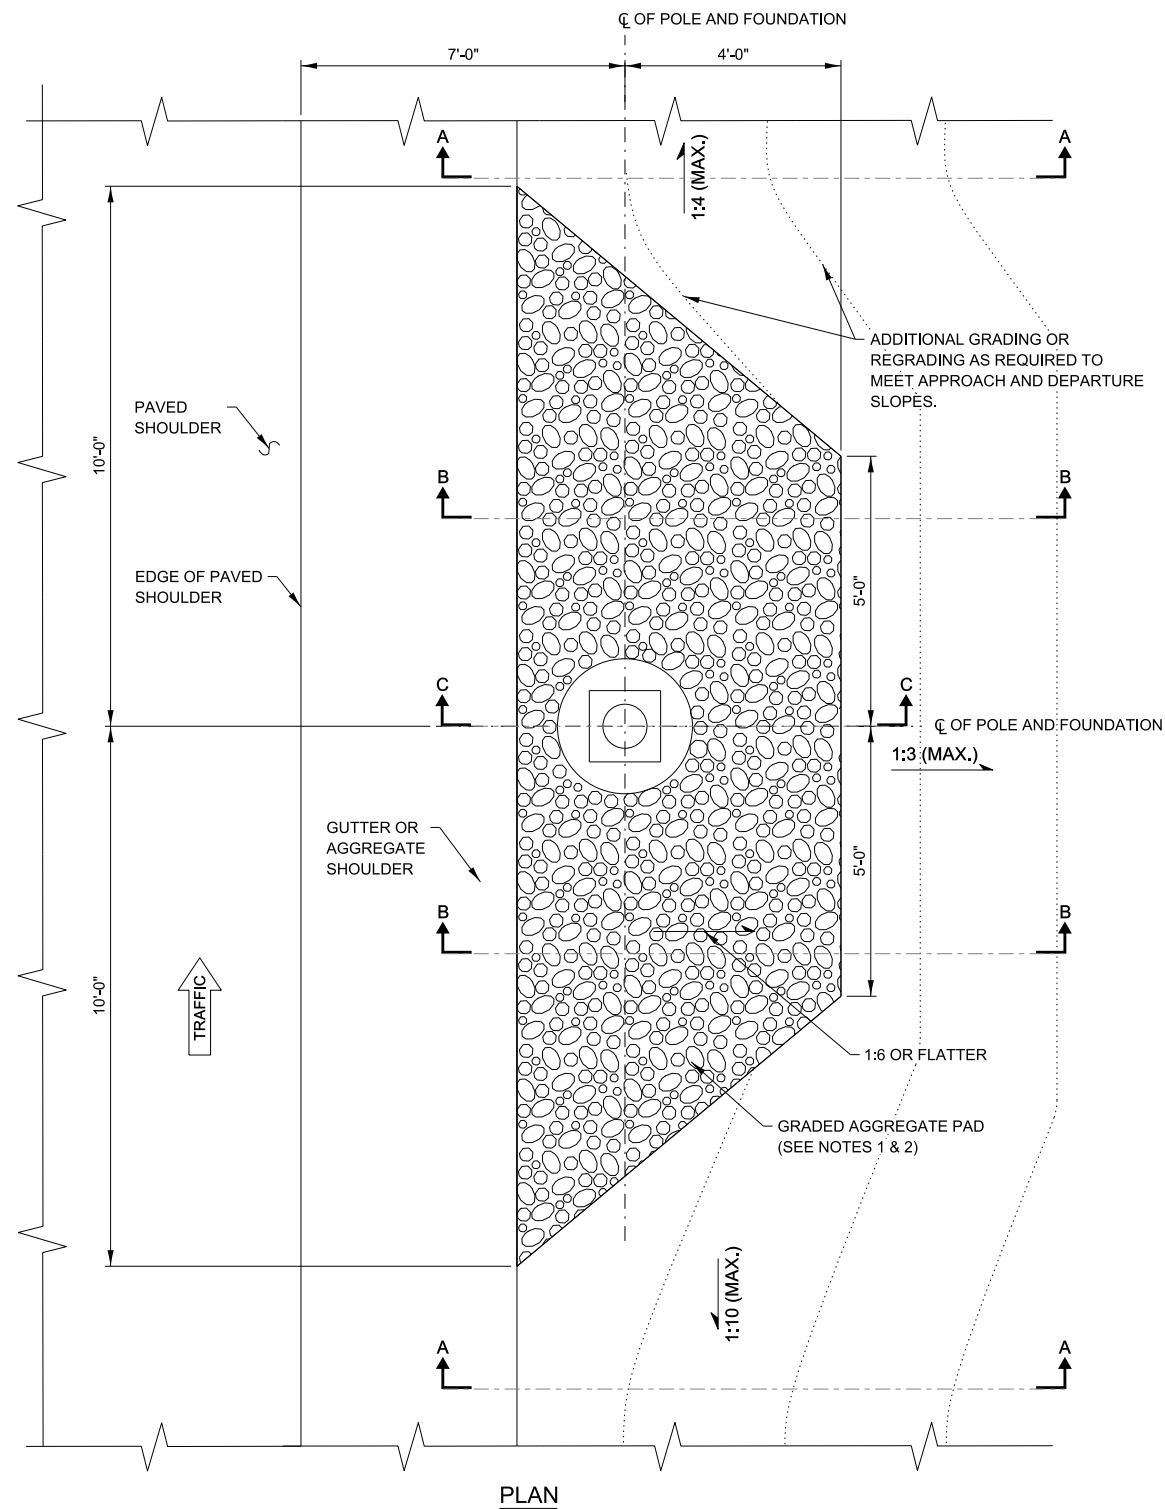 ℄ OF POLE AND FOUNDATION
7'-0"
4'-0"
A
A
1:4 (MAX.)
ADDITIONAL GRADING OR
REGRADING AS REQUIRED TO
MEET APPROACH AND DEPARTURE
SLOPES.
PAVED
SHOULDER
10'-0"
B
B
EDGE OF PAVED
SHOULDER
5'-0"
C
C
℄ OF POLE AND FOUNDATION
1:3 (MAX.)
GUTTER OR
AGGREGATE
SHOULDER
5'-0"
B
B
10'-0"
TRAFFIC
1:6 OR FLATTER
GRADED AGGREGATE PAD
(SEE NOTES 1 & 2)
1:10 (MAX.)
A
A
PLAN